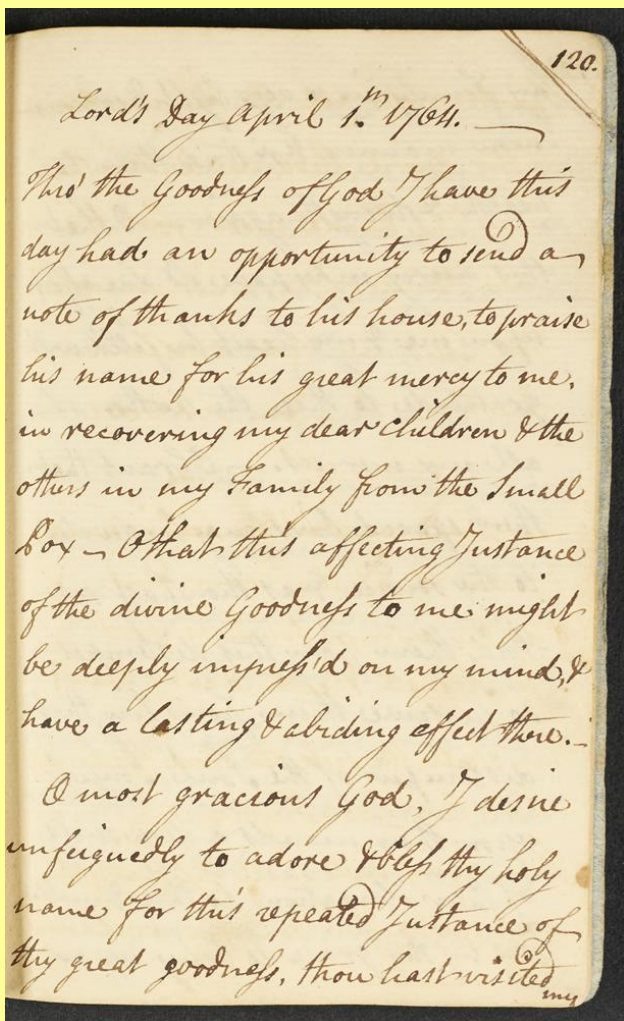 120.
Lord's Day April 1.m 1764. —
Thro' the Goodness of God I have this
day had an opportunity to send a
note of thanks to his house, to praise
his name for his great mercy to me,
in recovering my dear Children & the
others in my Family from the Small
Pox – O that this affecting Instance
of the divine Goodness to me might
be deeply impress'd on my mind, &
have a lasting & abiding effect there. –
O most gracious God, I desire
unfeignedly to adore & bless thy holy
name for this repeated Instance of
thy great goodness, thou hast visited
my